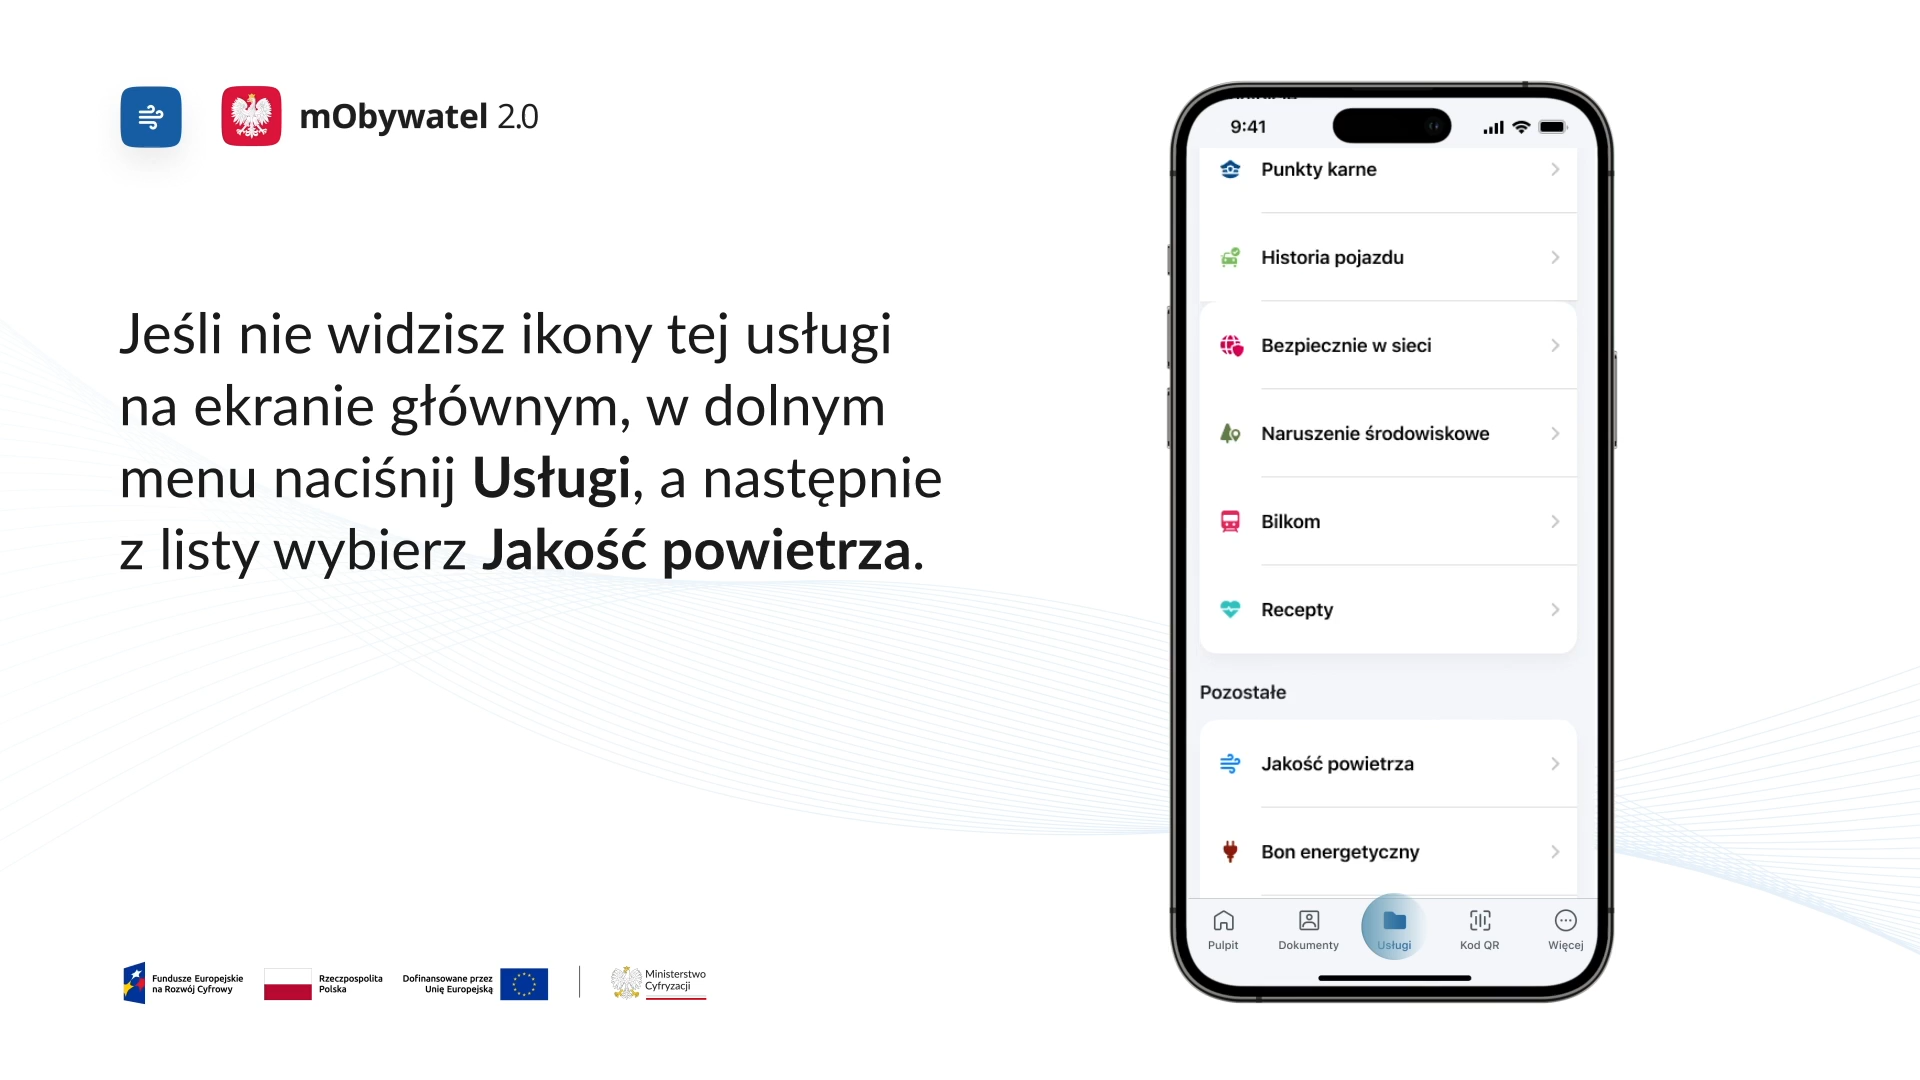 mObywatel 2.0
Jeśli nie widzisz ikony tej usługi
na ekranie głównym, w dolnym
menu naciśnij Usługi, a następnie
z listy wybierz Jakość powietrza.
Fundusze Europejskie
na Rozwój Cyfrowy
Rzeczpospolita
Polska
Dofinansowane przez
Unię Europejską
Ministerstwo
Cyfryzacji
9:41
Punkty karne
Historia pojazdu
Bezpiecznie w sieci
Naruszenie środowiskowe
Bilkom
Recepty
Pozostałe
Jakość powietrza
Bon energetyczny
Pulpit
Dokumenty
Usługi
Kod QR
Więcej